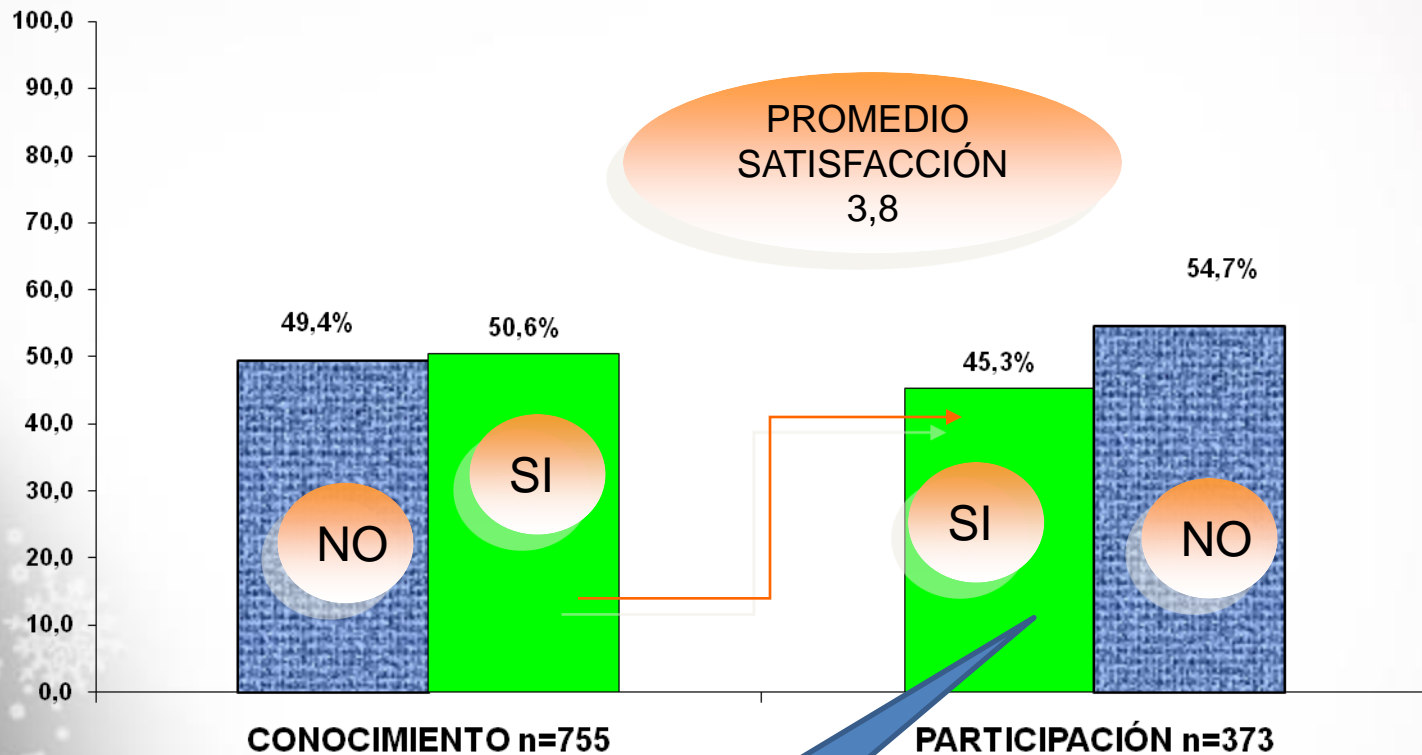 100,0
90,0
80,0
70,0
60,0
50,0
40,0
30,0
20,0
10,0
0,0
PROMEDIO
SATISFACCIÓN
3,8
49,4%
50,6%
45,3%
54,7%
NO
SI
SI
NO
CONOCIMIENTO n=755
PARTICIPACIÓN n=373